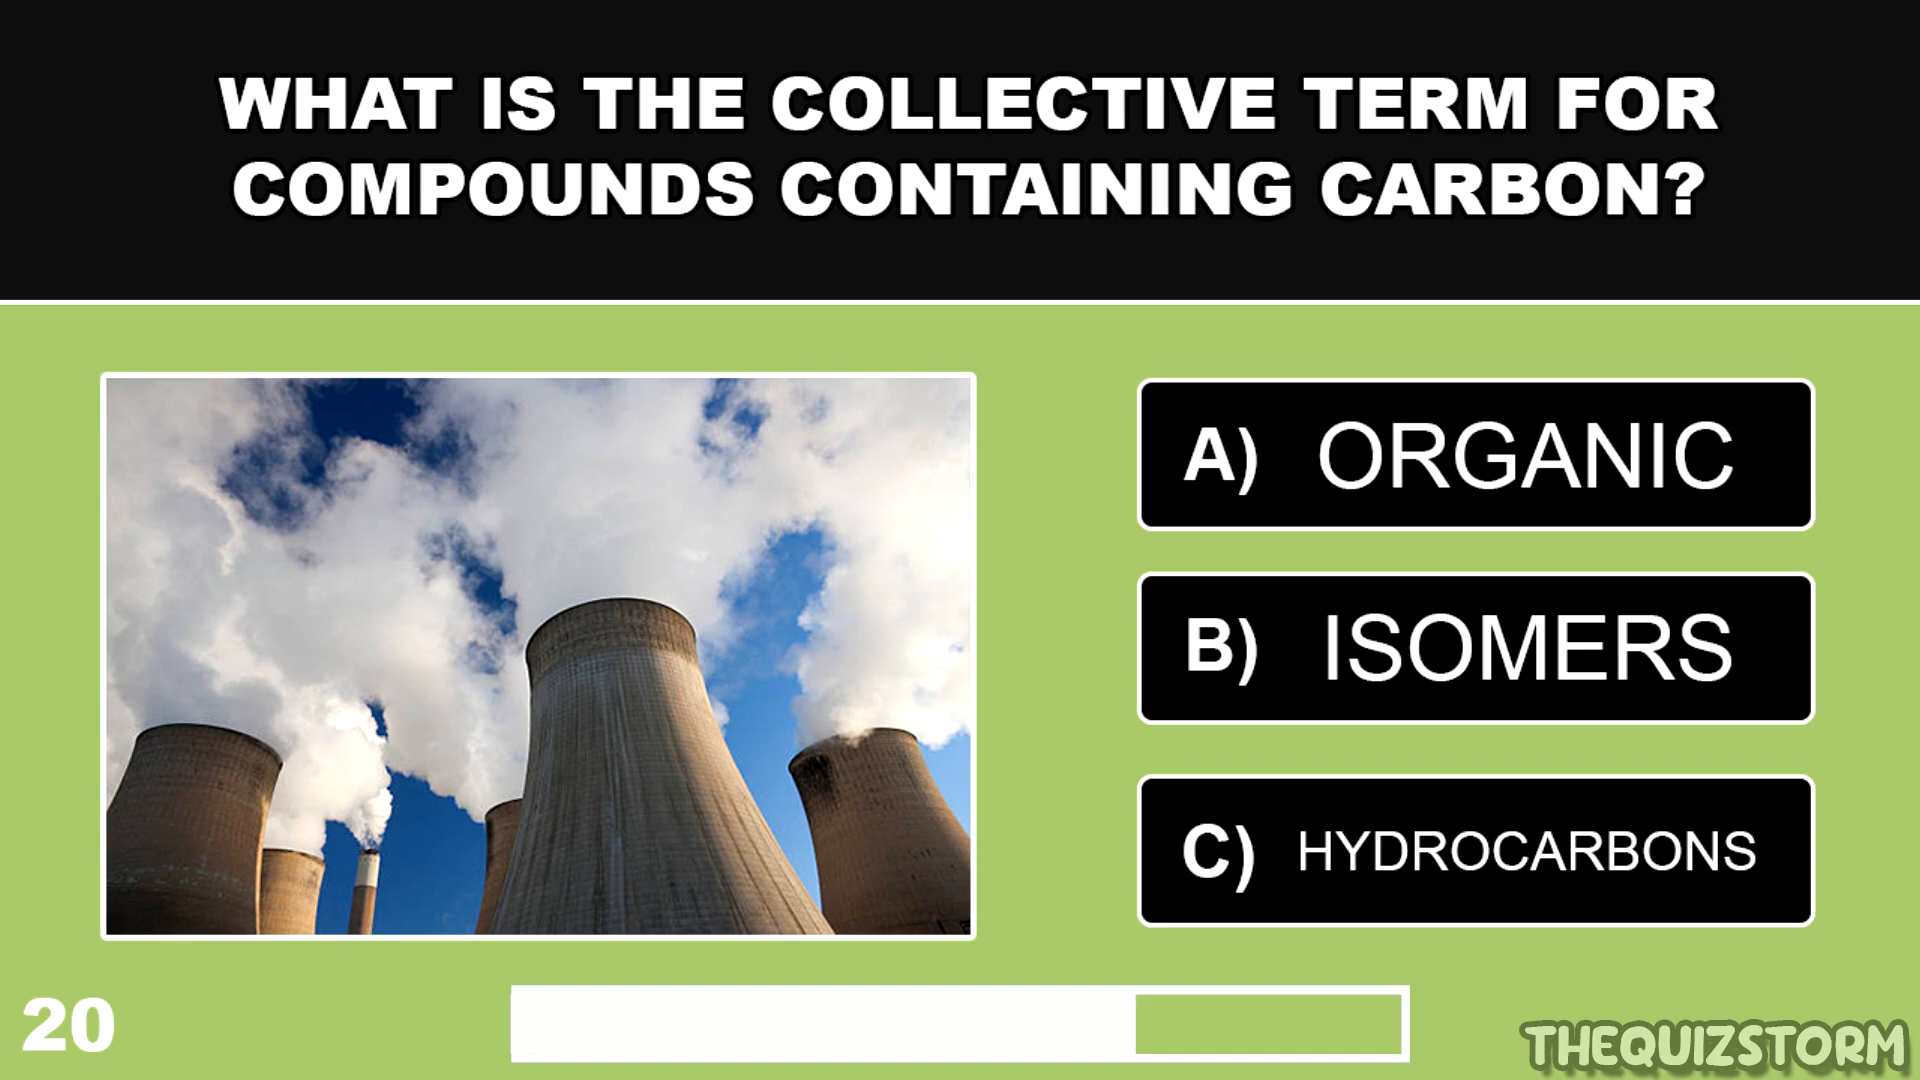 WHAT IS THE COLLECTIVE TERM FOR
COMPOUNDS CONTAINING CARBON?
A) ORGANIC
B) ISOMERS
C) HYDROCARBONS
20
THEQUIZSTORM